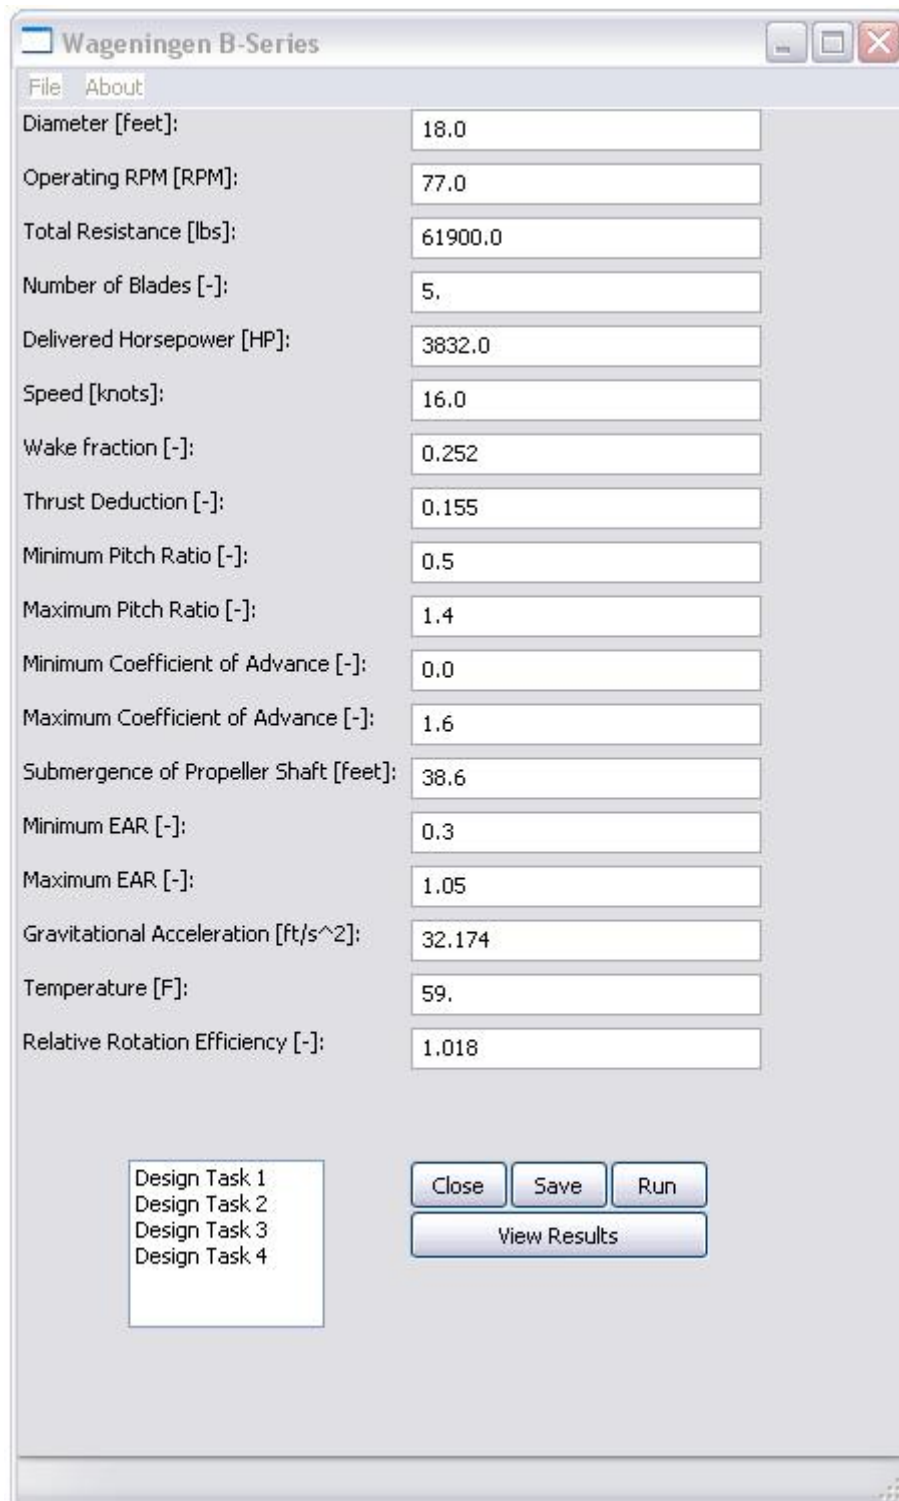 Wageningen B-Series
File About
Diameter [feet]: 18.0
Operating RPM [RPM]: 77.0
Total Resistance [lbs]: 61900.0
Number of Blades [-]: 5.
Delivered Horsepower [HP]: 3832.0
Speed [knots]: 16.0
Wake fraction [-]: 0.252
Thrust Deduction [-]: 0.155
Minimum Pitch Ratio [-]: 0.5
Maximum Pitch Ratio [-]: 1.4
Minimum Coefficient of Advance [-]: 0.0
Maximum Coefficient of Advance [-]: 1.6
Submergence of Propeller Shaft [feet]: 38.6
Minimum EAR [-]: 0.3
Maximum EAR [-]: 1.05
Gravitational Acceleration [ft/s^2]: 32.174
Temperature [F]: 59.
Relative Rotation Efficiency [-]: 1.018
Design Task 1
Design Task 2
Design Task 3
Design Task 4
Close Save Run
View Results